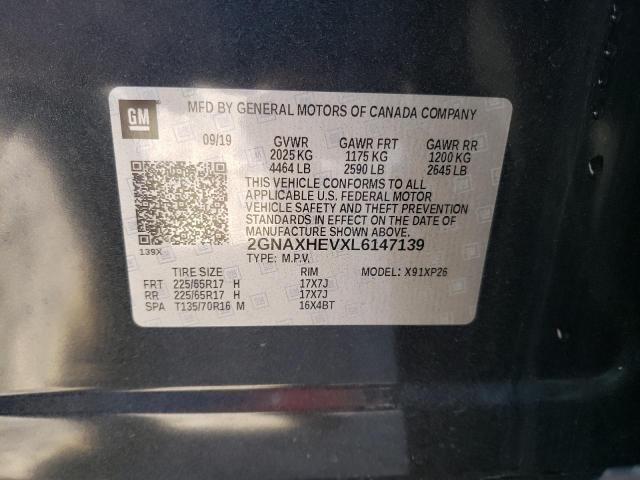 GM
MFD BY GENERAL MOTORS OF CANADA COMPANY
09/19 GVWR GAWR FRT GAWR RR
2025 KG 1175 KG 1200 KG
4464 LB 2590 LB 2645 LB
THIS VEHICLE CONFORMS TO ALL
APPLICABLE U.S. FEDERAL MOTOR
VEHICLE SAFETY AND THEFT PREVENTION
STANDARDS IN EFFECT ON THE DATE OF
MANUFACTURE SHOWN ABOVE.
139X 2GNAXHEVXL6147139
TYPE: M.P.V. MODEL: X91XP26
TIRE SIZE RIM
FRT 225/65R17 H 17X7J
RR 225/65R17 H 17X7J
SPA T135/70R16 M 16X4BT